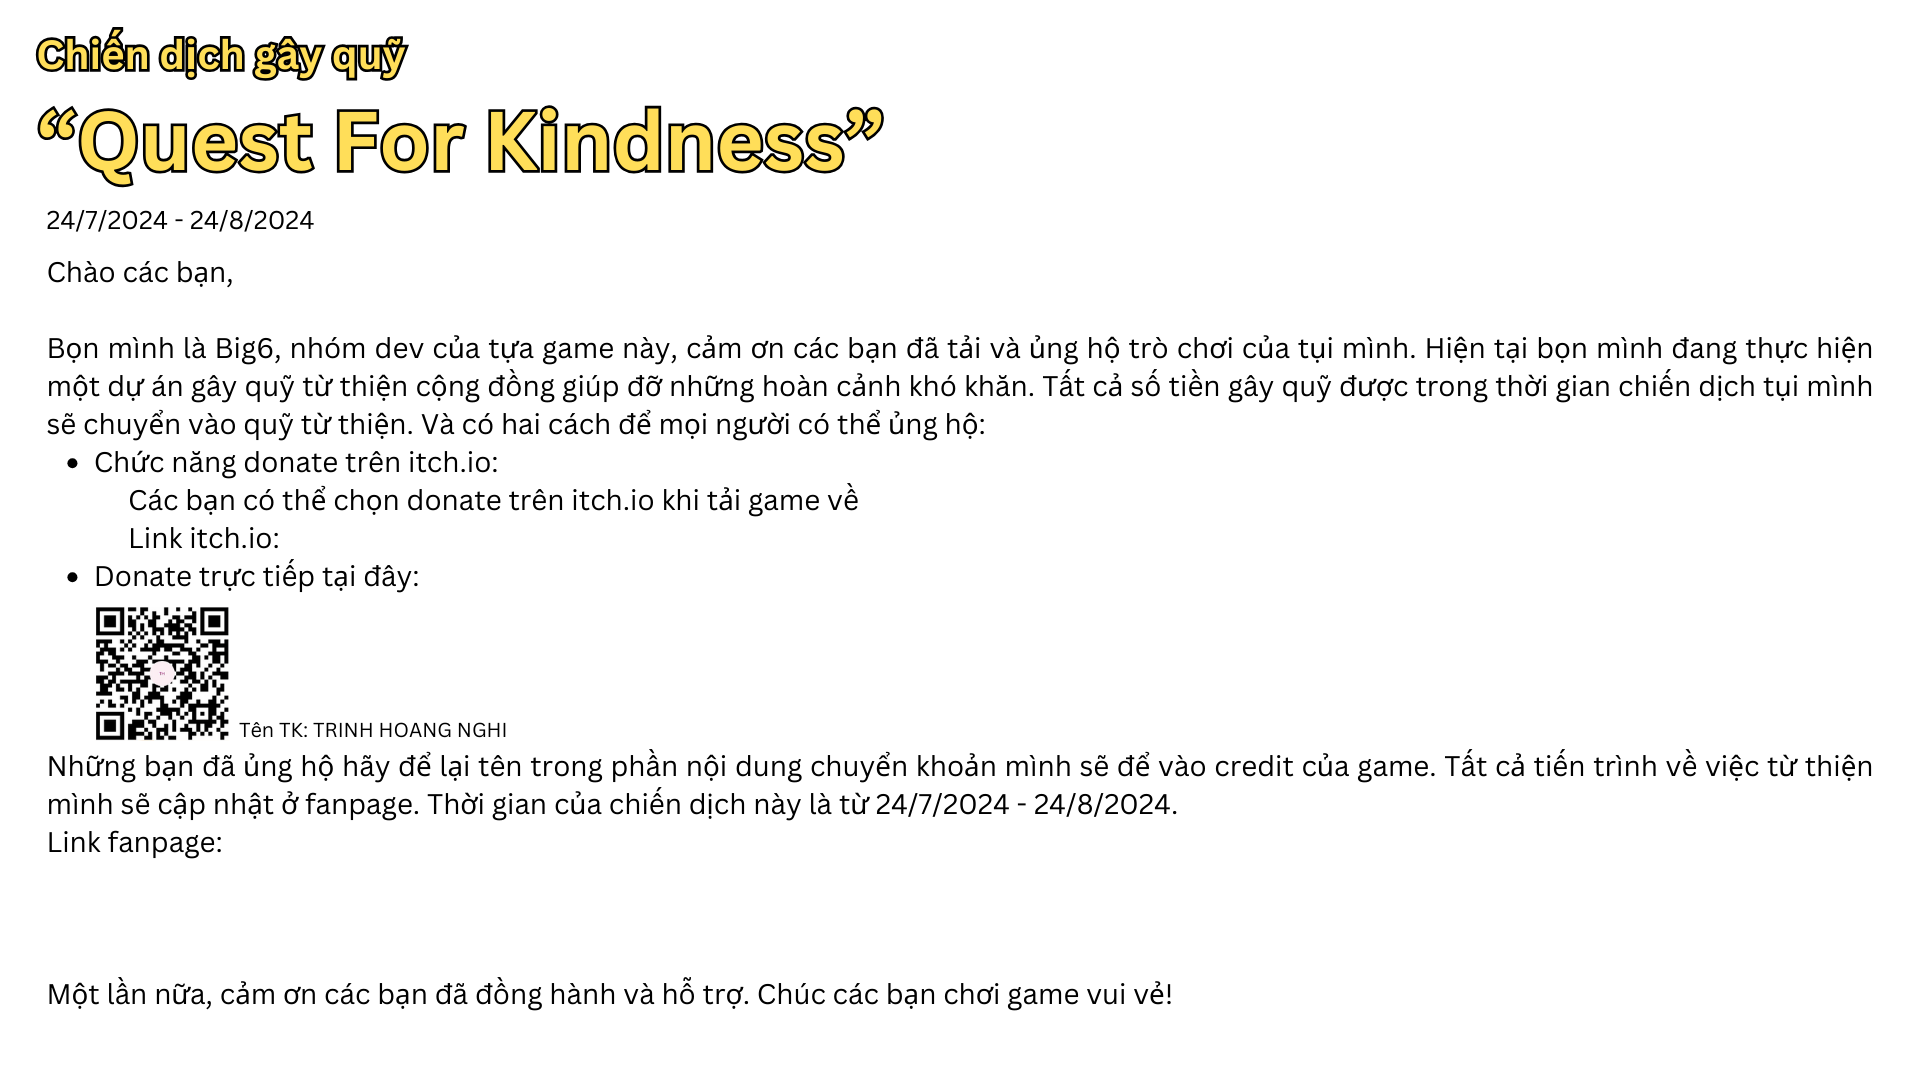 Chiến dịch gây quỹ
“Quest For Kindness”
24/7/2024 - 24/8/2024
Chào các bạn,
Bọn mình là Big6, nhóm dev của tựa game này, cảm ơn các bạn đã tải và ủng hộ trò chơi của tụi mình. Hiện tại bọn mình đang thực hiện
một dự án gây quỹ từ thiện cộng đồng giúp đỡ những hoàn cảnh khó khăn. Tất cả số tiền gây quỹ được trong thời gian chiến dịch tụi mình
sẽ chuyển vào quỹ từ thiện. Và có hai cách để mọi người có thể ủng hộ:
• Chức năng donate trên itch.io:
Các bạn có thể chọn donate trên itch.io khi tải game về
Link itch.io:
• Donate trực tiếp tại đây:
Tên TK: TRINH HOANG NGHI
Những bạn đã ủng hộ hãy để lại tên trong phần nội dung chuyển khoản mình sẽ để vào credit của game. Tất cả tiến trình về việc từ thiện
mình sẽ cập nhật ở fanpage. Thời gian của chiến dịch này là từ 24/7/2024 - 24/8/2024.
Link fanpage:
Một lần nữa, cảm ơn các bạn đã đồng hành và hỗ trợ. Chúc các bạn chơi game vui vẻ!